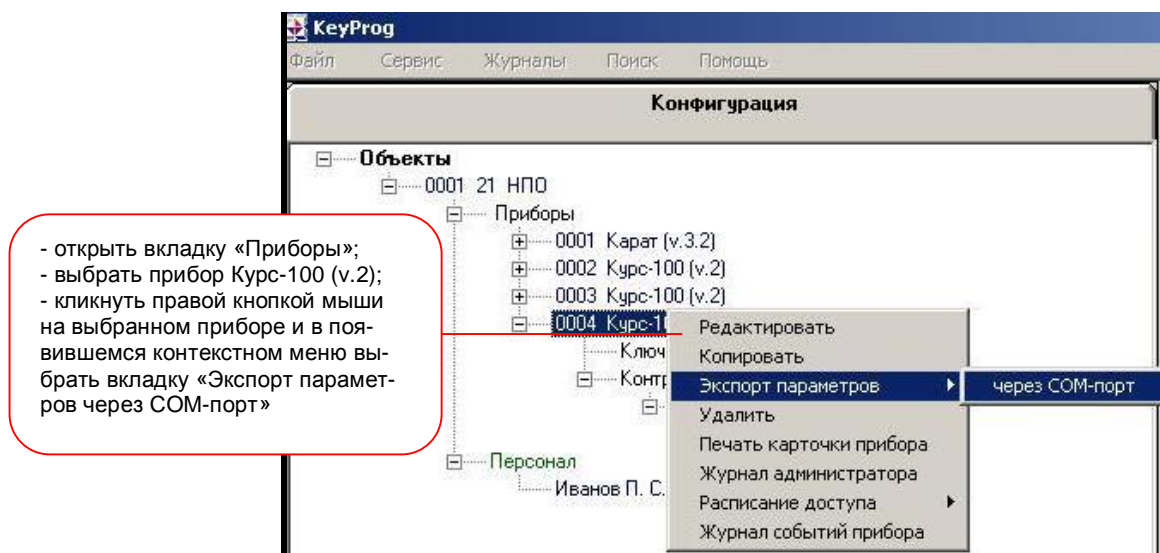 KeyProg
Файл Сервис Журналы Поиск Помощь
Конфигурация
Объекты
0001 21 НПО
Приборы
0001 Карат (v.3.2)
0002 Курс-100 (v.2)
0003 Курс-100 (v.2)
0004 Курс-10
Ключ
Контр
Персонал
Иванов П. С.
- открыть вкладку «Приборы»;
- выбрать прибор Курс-100 (v.2);
- кликнуть правой кнопкой мыши
на выбранном приборе и в поя-
вившемся контекстном меню вы-
брать вкладку «Экспорт парамет-
ров через COM-порт»
Редактировать
Копировать
Экспорт параметров
через COM-порт
Удалить
Печать карточки прибора
Журнал администратора
Расписание доступа
Журнал событий прибора